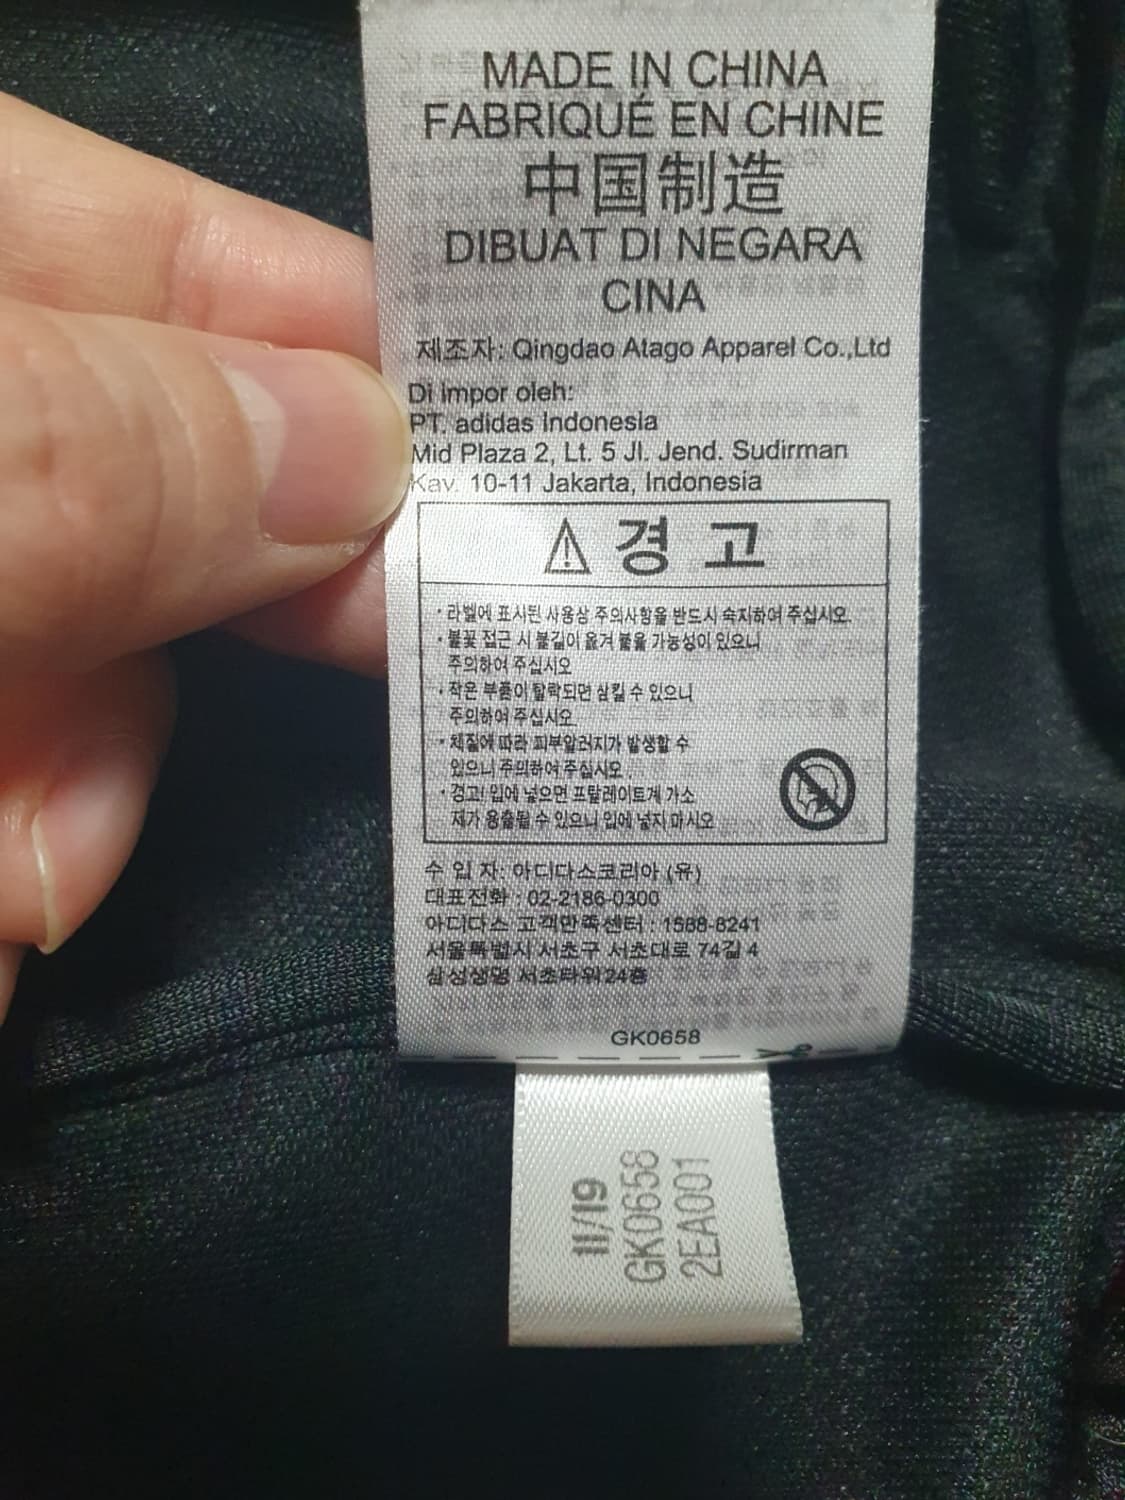 MADE IN CHINA
FABRIQUÉ EN CHINE
中国制造
DIBUAT DI NEGARA
CINA
제조자: Qingdao Atago Apparel Co.,Ltd
Di impor oleh:
PT. adidas Indonesia
Mid Plaza 2, Lt. 5 Jl. Jend. Sudirman
Kav. 10-11 Jakarta, Indonesia
⚠ 경 고
· 라벨에 표시된 사용상 주의사항을 반드시 숙지하여 주십시오.
· 불꽃 접근 시 불길이 옮겨 붙을 가능성이 있으니
주의하여 주십시오
· 작은 부품이 탈락되면 삼킬 수 있으니
주의하여 주십시오.
· 체질에 따라 피부알러지가 발생할 수
있으니 주의하여 주십시오.
· 경고! 입에 넣으면 프탈레이트계 가소
제가 용출될 수 있으니 입에 넣지 마시오
수 입 자: 아디다스코리아 (유)
대표전화 : 02-2186-0300
아디다스 고객만족센터 : 1588-8241
서울특별시 서초구 서초대로 74길 4
삼성생명 서초타워24층
GK0658
11/19
GK0658
2EA001